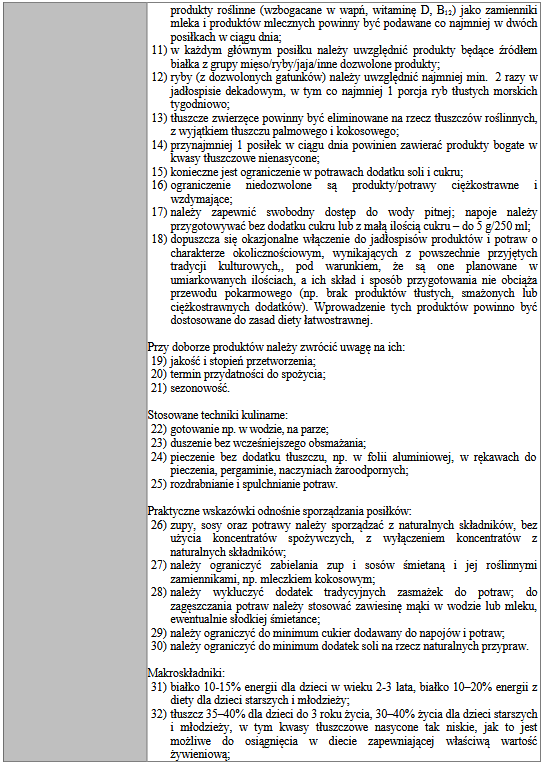 produkty roślinne (wzbogacane w wapń, witaminę D, B12) jako zamienniki
mleka i produktów mlecznych powinny być podawane co najmniej w dwóch
posiłkach w ciągu dnia;
11) w każdym głównym posiłku należy uwzględnić produkty będące źródłem
białka z grupy mięso/ryby/jaja/inne dozwolone produkty;
12) ryby (z dozwolonych gatunków) należy uwzględnić najmniej min. 2 razy w
jadłospisie dekadowym, w tym co najmniej 1 porcja ryb tłustych morskich
tygodniowo;
13) tłuszcze zwierzęce powinny być eliminowane na rzecz tłuszczów roślinnych,
z wyjątkiem tłuszczu palmowego i kokosowego;
14) przynajmniej 1 posiłek w ciągu dnia powinien zawierać produkty bogate w
kwasy tłuszczowe nienasycone;
15) konieczne jest ograniczenie w potrawach dodatku soli i cukru;
16) ograniczenie niedozwolone są produkty/potrawy ciężkostrawne i
wzdymające;
17) należy zapewnić swobodny dostęp do wody pitnej; napoje należy
przygotowywać bez dodatku cukru lub z małą ilością cukru – do 5 g/250 ml;
18) dopuszcza się okazjonalne włączenie do jadłospisów produktów i potraw o
charakterze okolicznościowym, wynikających z powszechnie przyjętej
tradycji kulturowych,, pod warunkiem, że są one planowane w
umiarkowanych ilościach, a ich skład i sposób przygotowania nie obciąża
przewodu pokarmowego (np. brak produktów tłustych, smażonych lub
ciężkostrawnych dodatków). Wprowadzenie tych produktów powinno być
dostosowane do zasad diety łatwostrawnej.
Przy doborze produktów należy zwrócić uwagę na ich:
19) jakość i stopień przetworzenia;
20) termin przydatności do spożycia;
21) sezonowość.
Stosowane techniki kulinarne:
22) gotowanie np. w wodzie, na parze;
23) duszenie bez wcześniejszego obsmażania;
24) pieczenie bez dodatku tłuszczu, np. w folii aluminiowej, w rękawach do
pieczenia, pergaminie, naczyniach żaroodpornych;
25) rozdrabnianie i spulchnianie potraw.
Praktyczne wskazówki odnośnie sporządzania posiłków:
26) zupy, sosy oraz potrawy należy sporządzać z naturalnych składników, bez
użycia koncentratów spożywczych, z wyłączeniem koncentratów z
naturalnych składników;
27) należy ograniczyć zabielania zup i sosów śmietaną i jej roślinnymi
zamiennikami, np. mleczkiem kokosowym;
28) należy wykluczyć dodatek tradycyjnych zasmażek do potraw; do
zagęszczania potraw należy stosować zawiesinę mąki w wodzie lub mleku,
ewentualnie słodkiej śmietance;
29) należy ograniczyć do minimum cukier dodawany do napojów i potraw;
30) należy ograniczyć do minimum dodatek soli na rzecz naturalnych przypraw.
Makroskładniki:
31) białko 10-15% energii dla dzieci w wieku 2-3 lata, białko 10–20% energii z
diety dla dzieci starszych i młodzieży;
32) tłuszcz 35–40% dla dzieci do 3 roku życia, 30–40% życia dla dzieci starszych
i młodzieży, w tym kwasy tłuszczowe nasycone tak niskie, jak to jest
możliwe do osiągnięcia w diecie zapewniającej właściwą wartość
żywieniową;